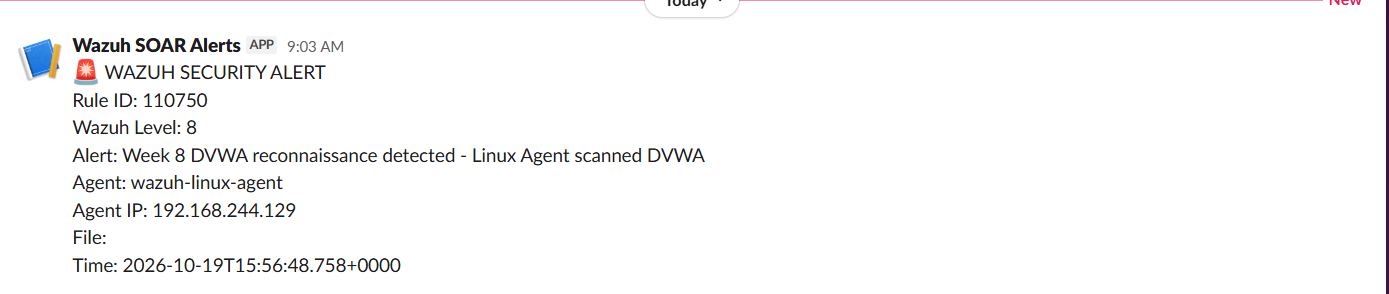 Today
New
Wazuh SOAR Alerts APP 9:03 AM
🚨 WAZUH SECURITY ALERT
Rule ID: 110750
Wazuh Level: 8
Alert: Week 8 DVWA reconnaissance detected - Linux Agent scanned DVWA
Agent: wazuh-linux-agent
Agent IP: 192.168.244.129
File:
Time: 2026-10-19T15:56:48.758+0000